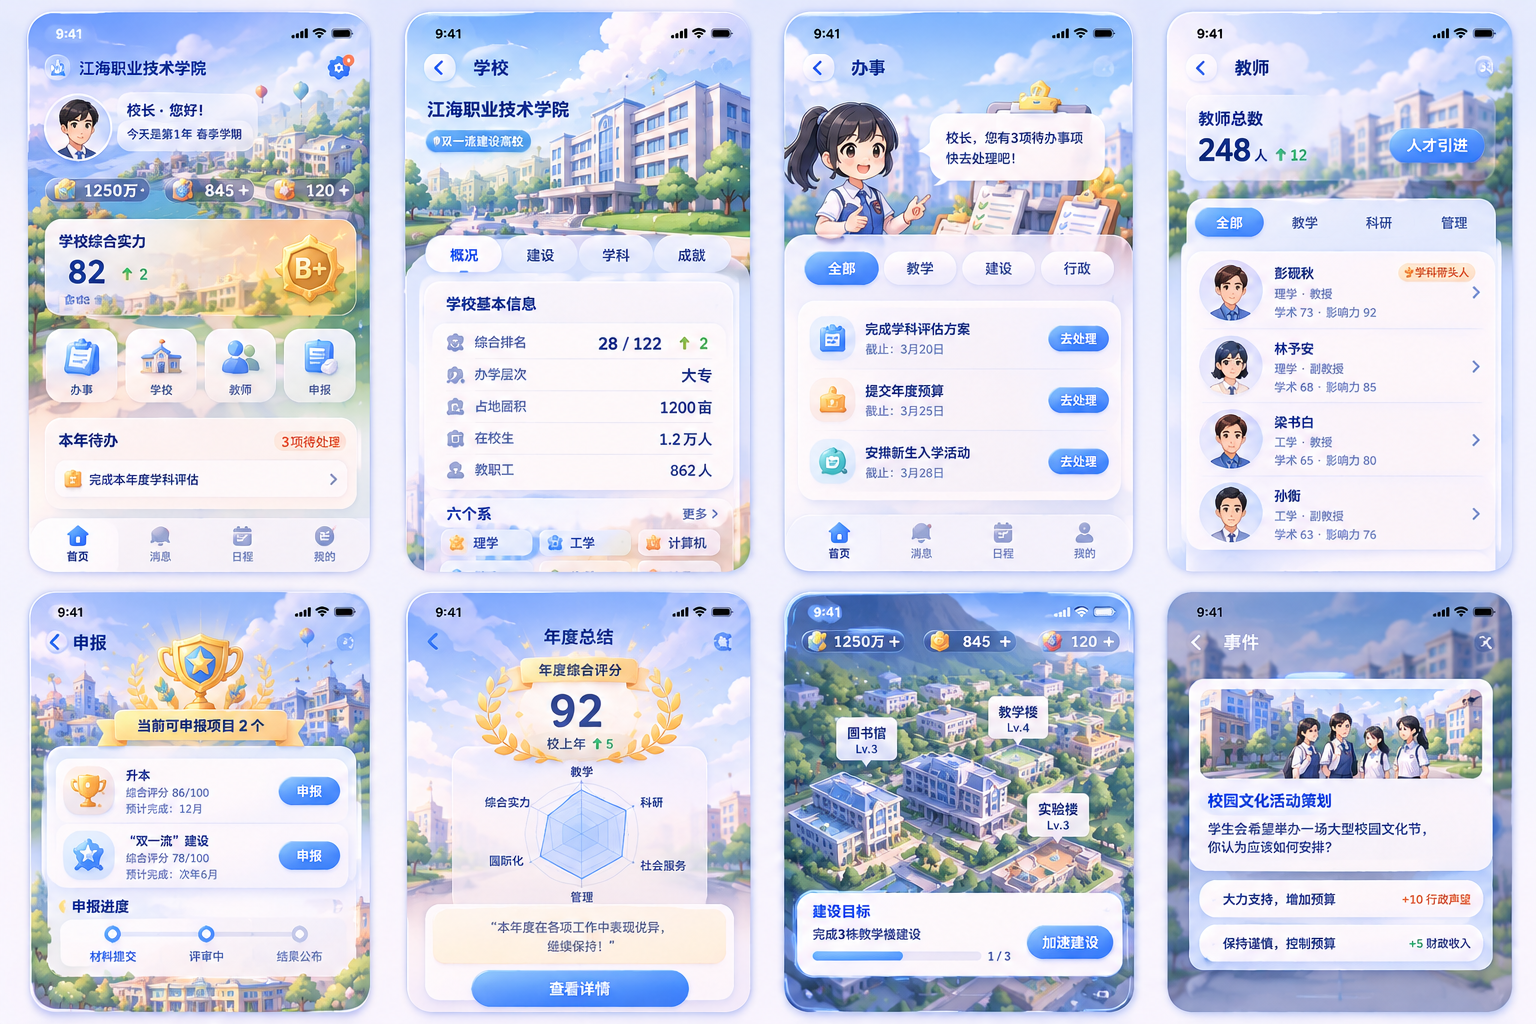 9:41
江海职业技术学院
校长 · 您好！
今天是第1年 春季学期
1250万
845 +
120 +
学校综合实力
82 ↑ 2
B+
办事
学校
教师
申报
本年待办
3项待处理
完成本年度学科评估
首页
消息
日程
我的
9:41
学校
江海职业技术学院
双一流建设高校
概况
建设
学科
成就
学校基本信息
综合排名 28 / 122 ↑ 2
办学层次 大专
占地面积 1200亩
在校生 1.2万人
教职工 862人
六个系
更多 >
理学
工学
计算机
9:41
办事
校长，您有3项待办事项
快去处理吧！
全部
教学
建设
行政
完成学科评估方案
截止：3月20日
去处理
提交年度预算
截止：3月25日
去处理
安排新生入学活动
截止：3月28日
去处理
首页
消息
日程
我的
9:41
教师
教师总数
248人 ↑ 12
人才引进
全部
教学
科研
管理
彭砚秋
学科带头人
理学 · 教授
学术 73 · 影响力 92
林予安
理学 · 副教授
学术 68 · 影响力 85
梁书白
工学 · 教授
学术 65 · 影响力 80
孙衡
工学 · 副教授
学术 63 · 影响力 76
9:41
申报
当前可申报项目 2 个
升本
综合评分 86/100
预计完成：12月
申报
“双一流”建设
综合评分 78/100
预计完成：次年6月
申报
申报进度
材料提交
评审中
结果公布
9:41
年度总结
年度综合评分
92
校上年 ↑ 5
教学
科研
社会服务
管理
国际化
综合实力
“本年度在各项工作中表现优异，
继续保持！”
查看详情
9:41
1250万 +
845 +
120 +
图书馆
Lv.3
教学楼
Lv.4
实验楼
Lv.3
建设目标
完成3栋教学楼建设
1 / 3
加速建设
9:41
事件
校园文化活动策划
学生会希望举办一场大型校园文化节，
你认为应该如何安排？
大力支持，增加预算
+10 行政声望
保持谨慎，控制预算
+5 财政收入